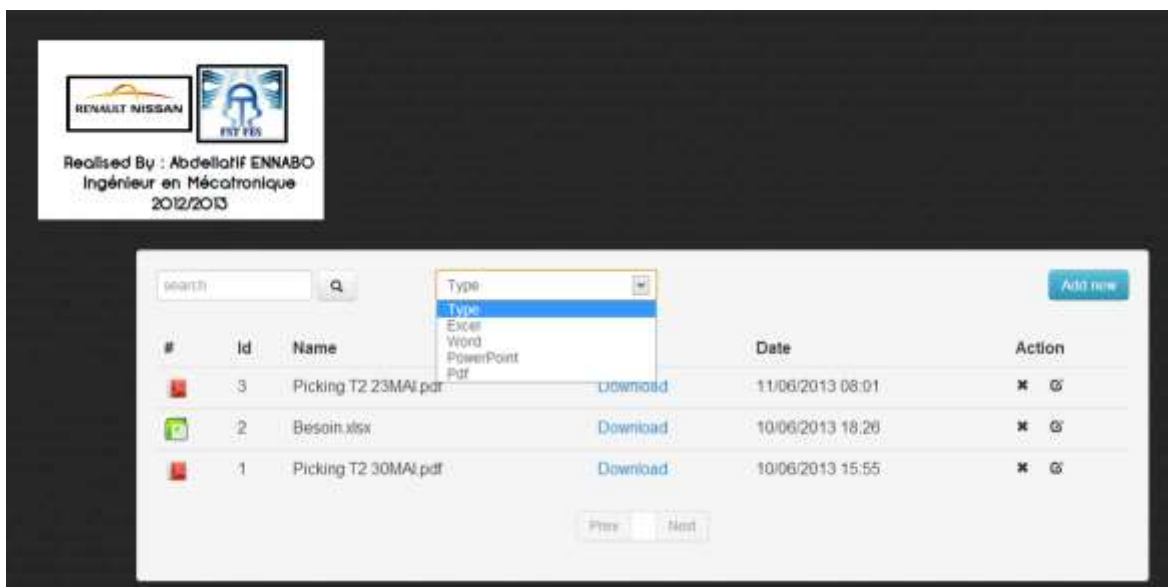 RENAULT NISSAN
FST FES
Realised By : Abdellatif ENNABO
Ingénieur en Mécatronique
2012/2013
search
Type
Add new
Type
Excel
Word
PowerPoint
Pdf
# Id Name Date Action
3 Picking T2 23MAI.pdf Download 11/06/2013 08:01
2 Besoin.xlsx Download 10/06/2013 18:26
1 Picking T2 30MAI.pdf Download 10/06/2013 15:55
Prev Next